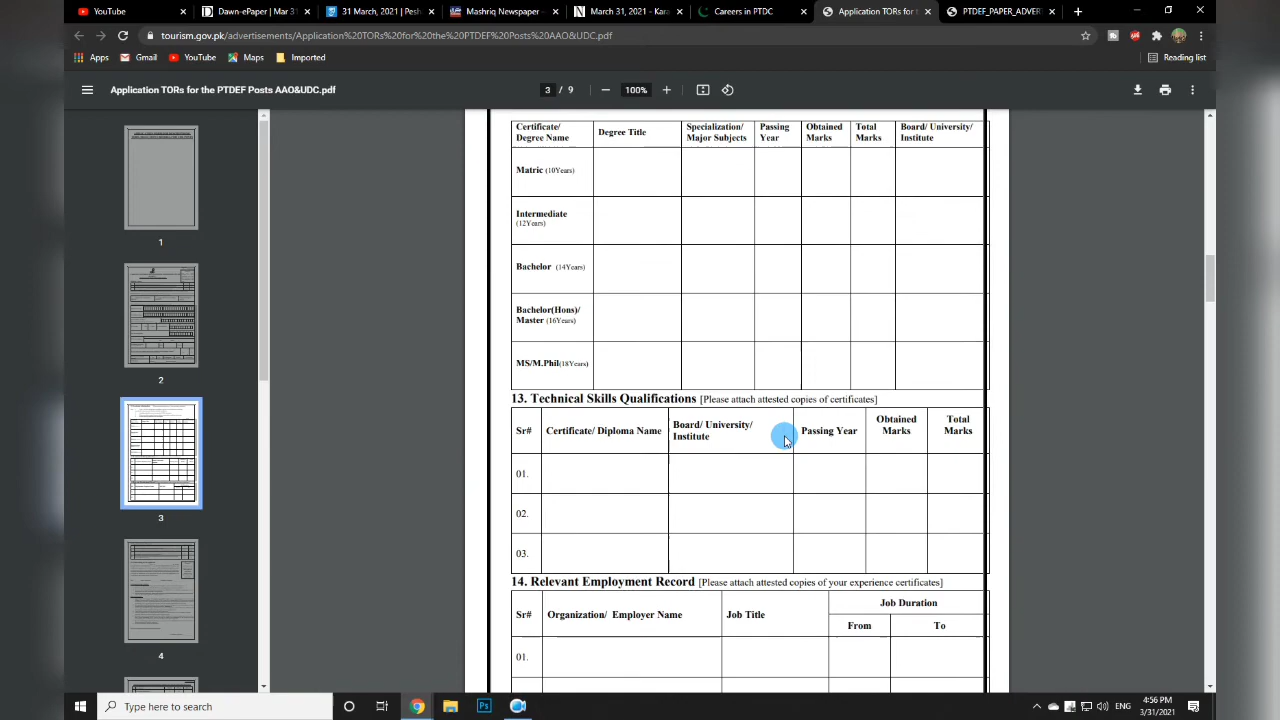 YouTube
Dawn-ePaper | Mar 31
31 March, 2021 | Pesh
Mashriq Newspaper -
March 31, 2021 - Kara
Careers in PTDC
Application TORs for t
PTDEF_PAPER_ADVERT
tourism.gov.pk/advertisements/Application%20TORs%20for%20the%20PTDEF%20Posts%20AAO&UDC.pdf
Apps
Gmail
YouTube
Maps
Imported
Reading list
Application TORs for the PTDEF Posts AAO&UDC.pdf
3 / 9
100%
Certificate/
Degree Name
Degree Title
Specialization/
Major Subjects
Passing
Year
Obtained
Marks
Total
Marks
Board/ University/
Institute
Matric (10Years)
Intermediate
(12Years)
Bachelor (14Years)
Bachelor(Hons)/
Master (16Years)
MS/M.Phil(18Years)
13. Technical Skills Qualifications [Please attach attested copies of certificates]
Sr#
Certificate/ Diploma Name
Board/ University/
Institute
Passing Year
Obtained
Marks
Total
Marks
01.
02.
03.
14. Relevant Employment Record [Please attach attested copies of your experience certificates]
Sr#
Organization/ Employer Name
Job Title
Job Duration
From
To
01.
1
2
3
4
Type here to search
Ps
ENG
4:56 PM
3/31/2021